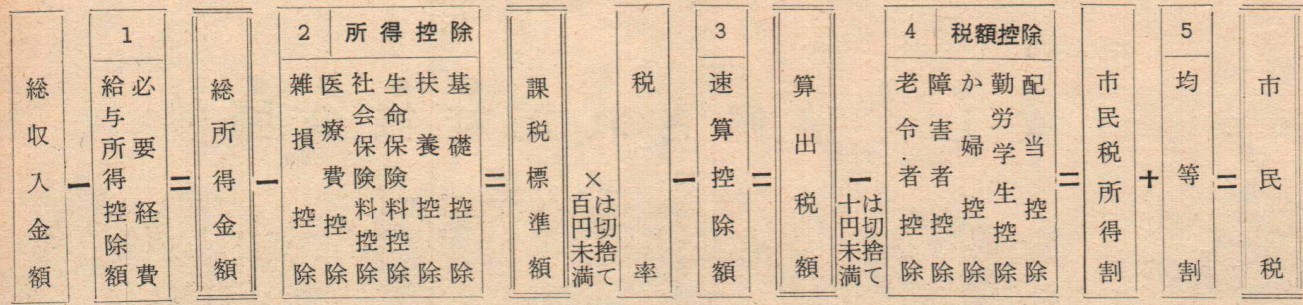 総収入金額
－
1
給与所得控除額
必要経費
＝
総所得金額
－
2 所得控除
雑損控除
医療費控除
社会保険料控除
生命保険料控除
扶養控除
基礎控除
＝
課税標準額
×
百円未満
は切捨て
税率
－
3
速算控除額
＝
算出税額
－
十円未満
は切捨て
4 税額控除
老令者控除
障害者控除
か婦控除
勤労学生控除
配当控除
＝
市民税所得割
＋
5
均等割
＝
市民税